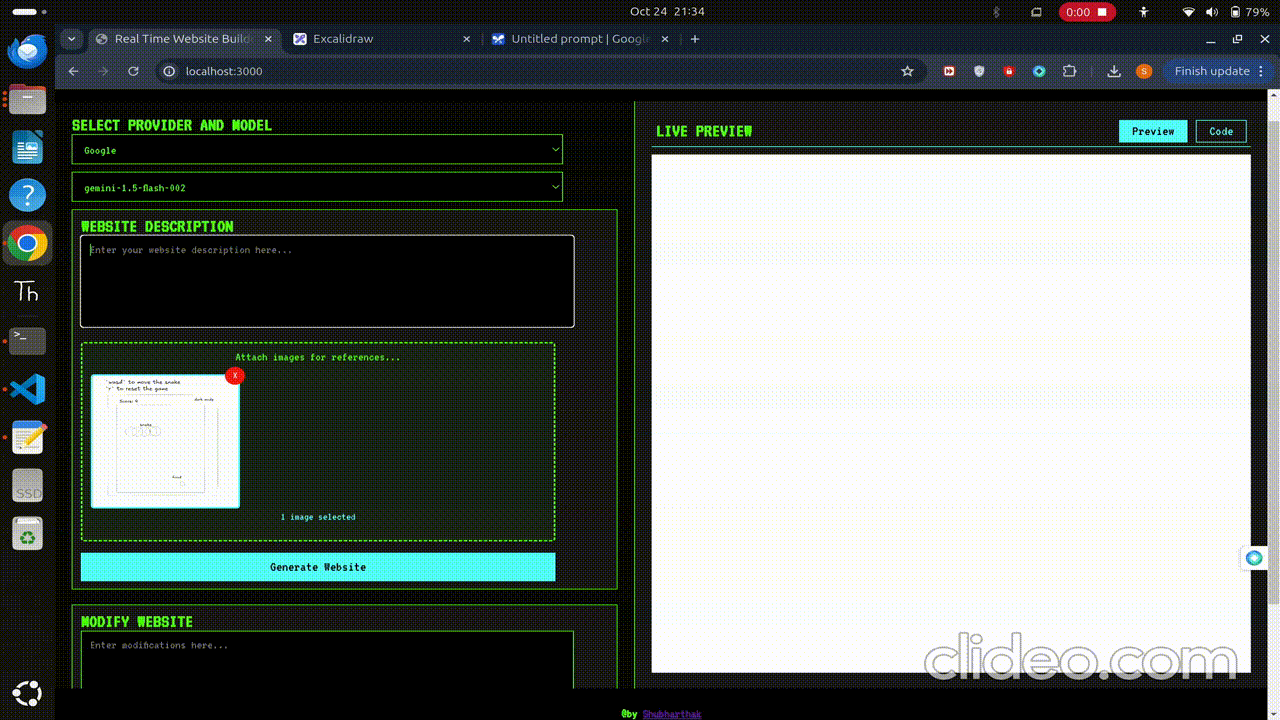 Oct 24 21:34
0:00
79%
Real Time Website Build
Excalidraw
Untitled prompt | Googl
localhost:3000
Finish update
S
SELECT PROVIDER AND MODEL
Google
gemini-1.5-flash-002
WEBSITE DESCRIPTION
Enter your website description here...
Attach images for references...
X
'wasd' to move the snake
'r' to reset the game
Score: 0
dark mode
snake
food
1 image selected
Generate Website
MODIFY WEBSITE
Enter modifications here...
LIVE PREVIEW
Preview
Code
Th
SSD
@by Shubharthak
clideo.com